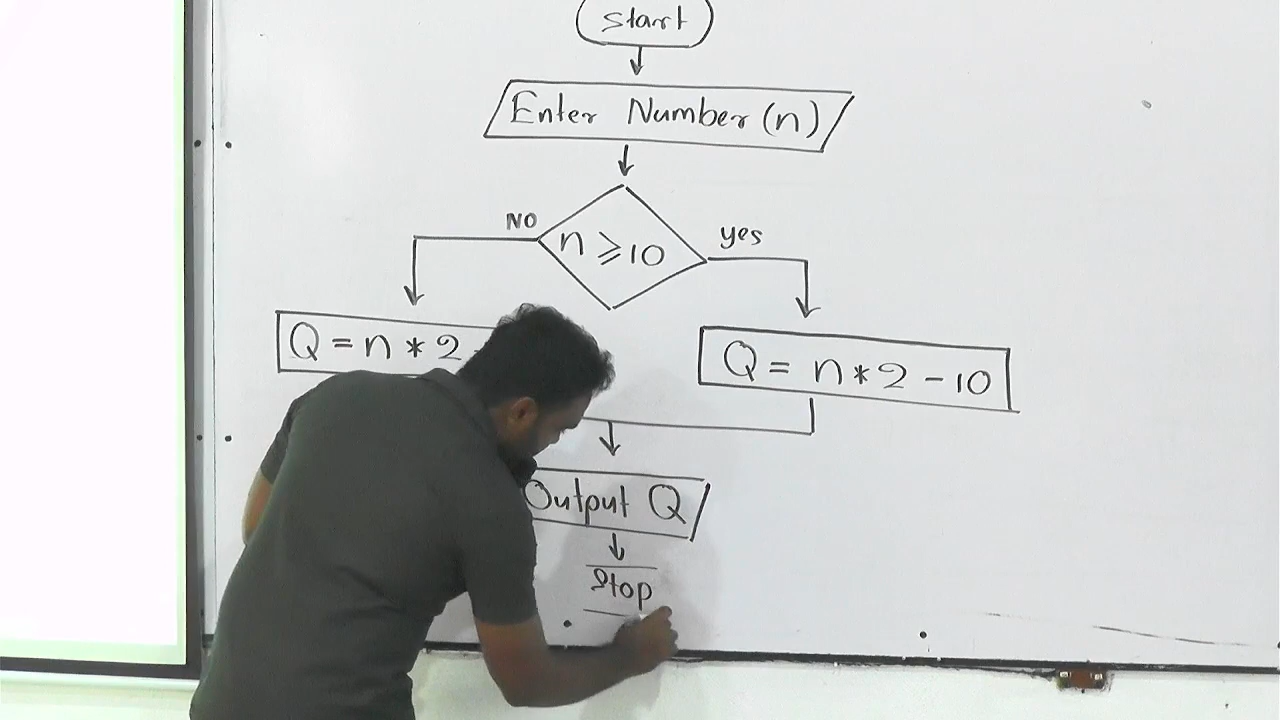 Start
Enter Number (n)
NO
n ⩾ 10
yes
Q = n * 2
Q = n * 2 - 10
Output Q
Stop